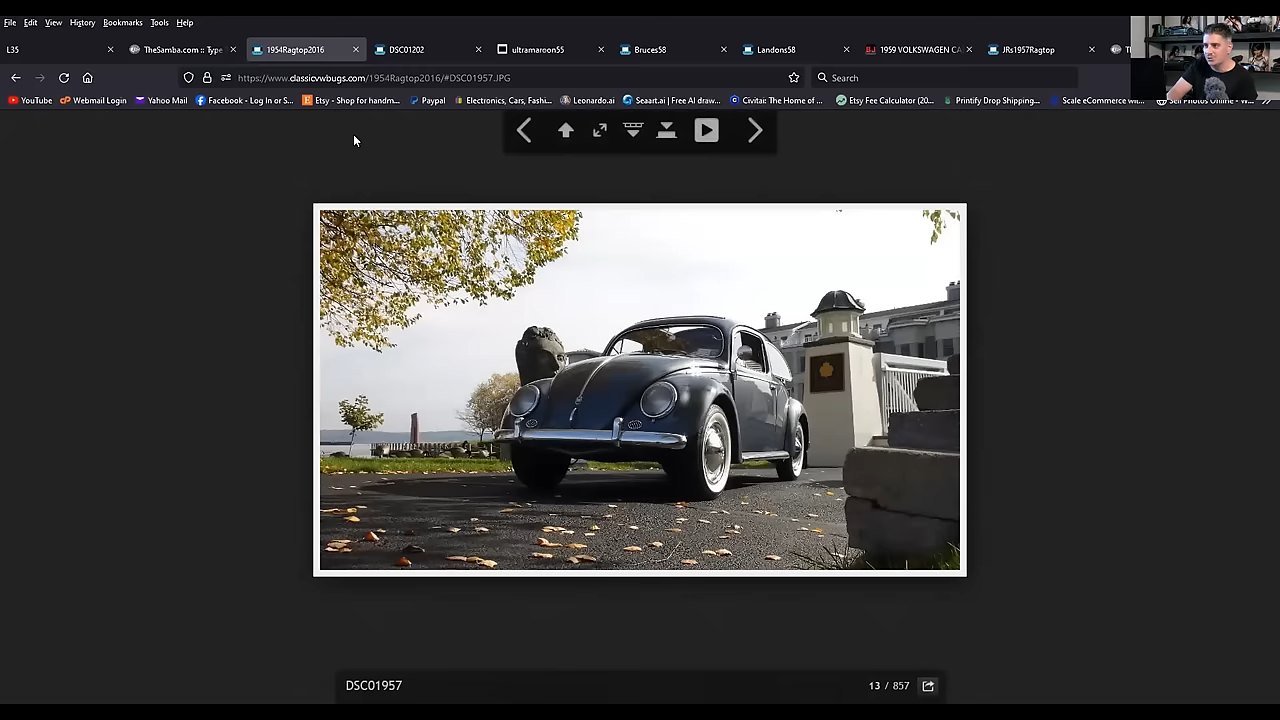 File Edit View History Bookmarks Tools Help
L35 TheSamba.com :: Type 1954Ragtop2016 DSC01202 ultramaroon55 Bruces58 Landons58 1959 VOLKSWAGEN CA JRs1957Ragtop
https://www.classicvwbugs.com/1954Ragtop2016/#DSC01957.JPG Search
YouTube Webmail Login Yahoo Mail Facebook - Log In or S... Etsy - Shop for handm... Paypal Electronics, Cars, Fashi... Leonardo.ai Seaart.ai | Free AI draw... Civitai: The Home of ... Etsy Fee Calculator (20... Printify Drop Shipping,... Scale eCommerce wi...
DSC01957 13 / 857